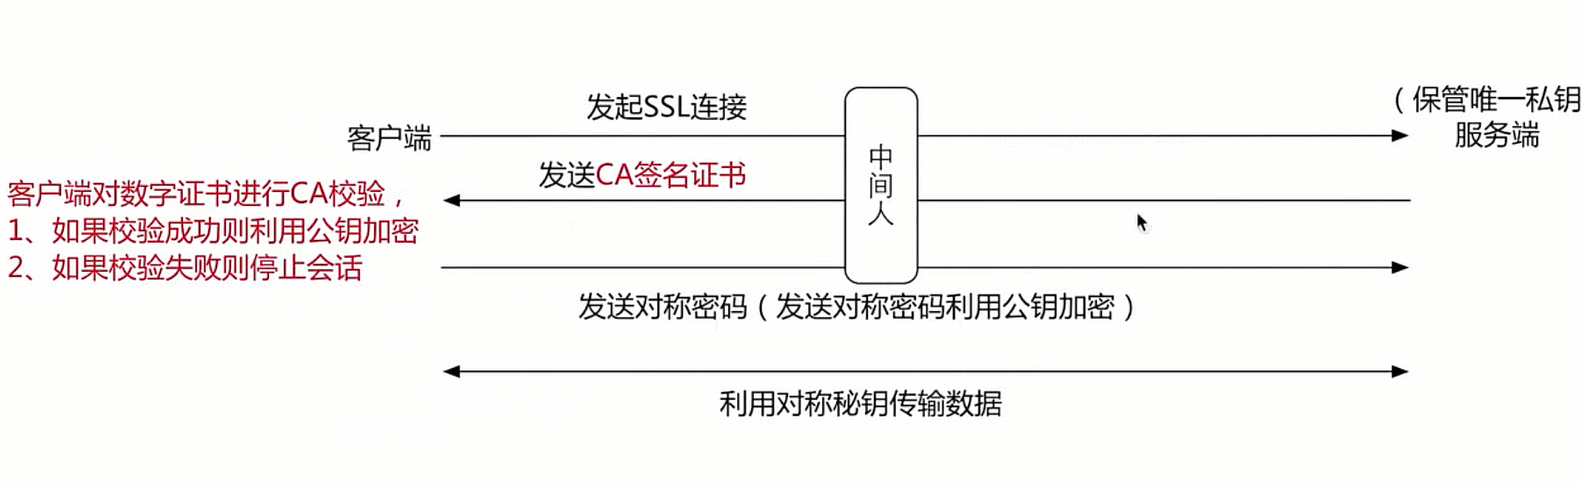 发起SSL连接
（保管唯一私钥
客户端
服务端
中间人
发送CA签名证书
客户端对数字证书进行CA校验，
1、如果校验成功则利用公钥加密
2、如果校验失败则停止会话
发送对称密码（发送对称密码利用公钥加密）
利用对称秘钥传输数据